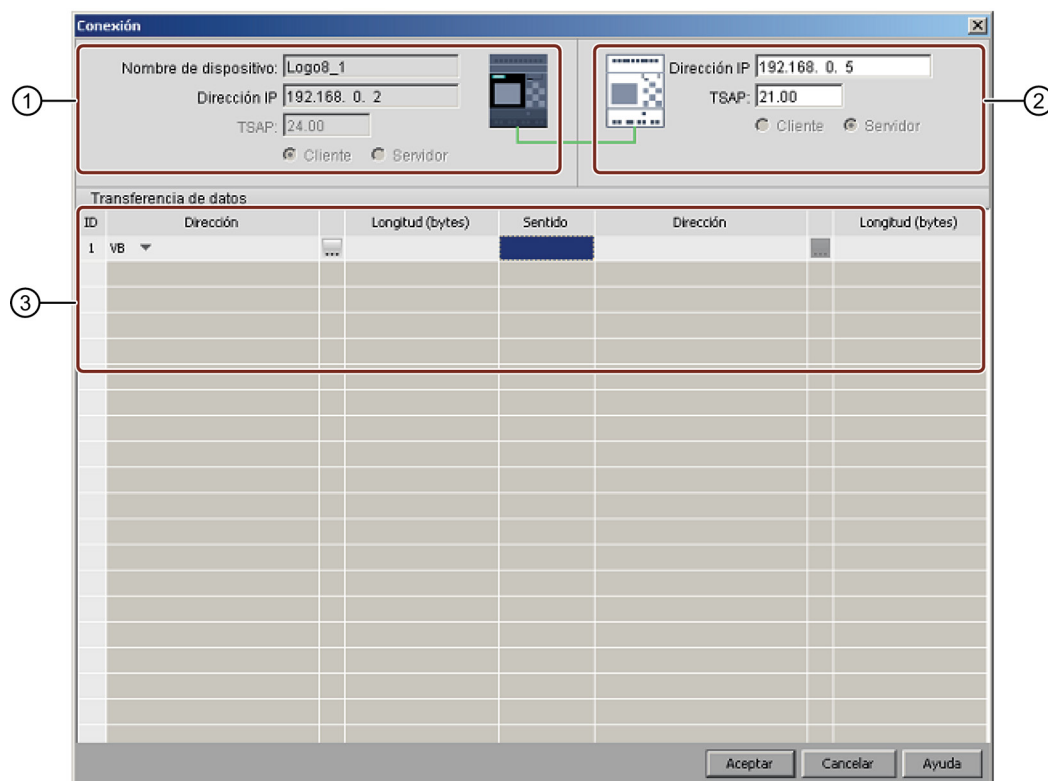 Conexión
Nombre de dispositivo: Logo8_1
Dirección IP 192.168. 0. 2
TSAP: 24.00
Cliente Servidor
Dirección IP 192.168. 0. 5
TSAP: 21.00
Cliente Servidor
1
2
Transferencia de datos
ID Dirección Longitud (bytes) Sentido Dirección Longitud (bytes)
1 VB ... ...
3
Aceptar Cancelar Ayuda